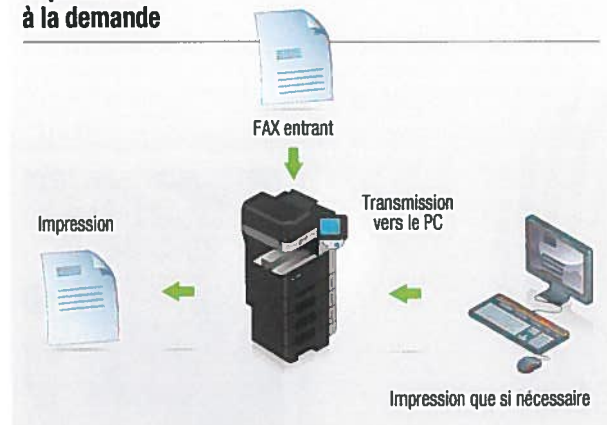 à la demande
FAX entrant
Transmission
vers le PC
Impression
Impression que si nécessaire